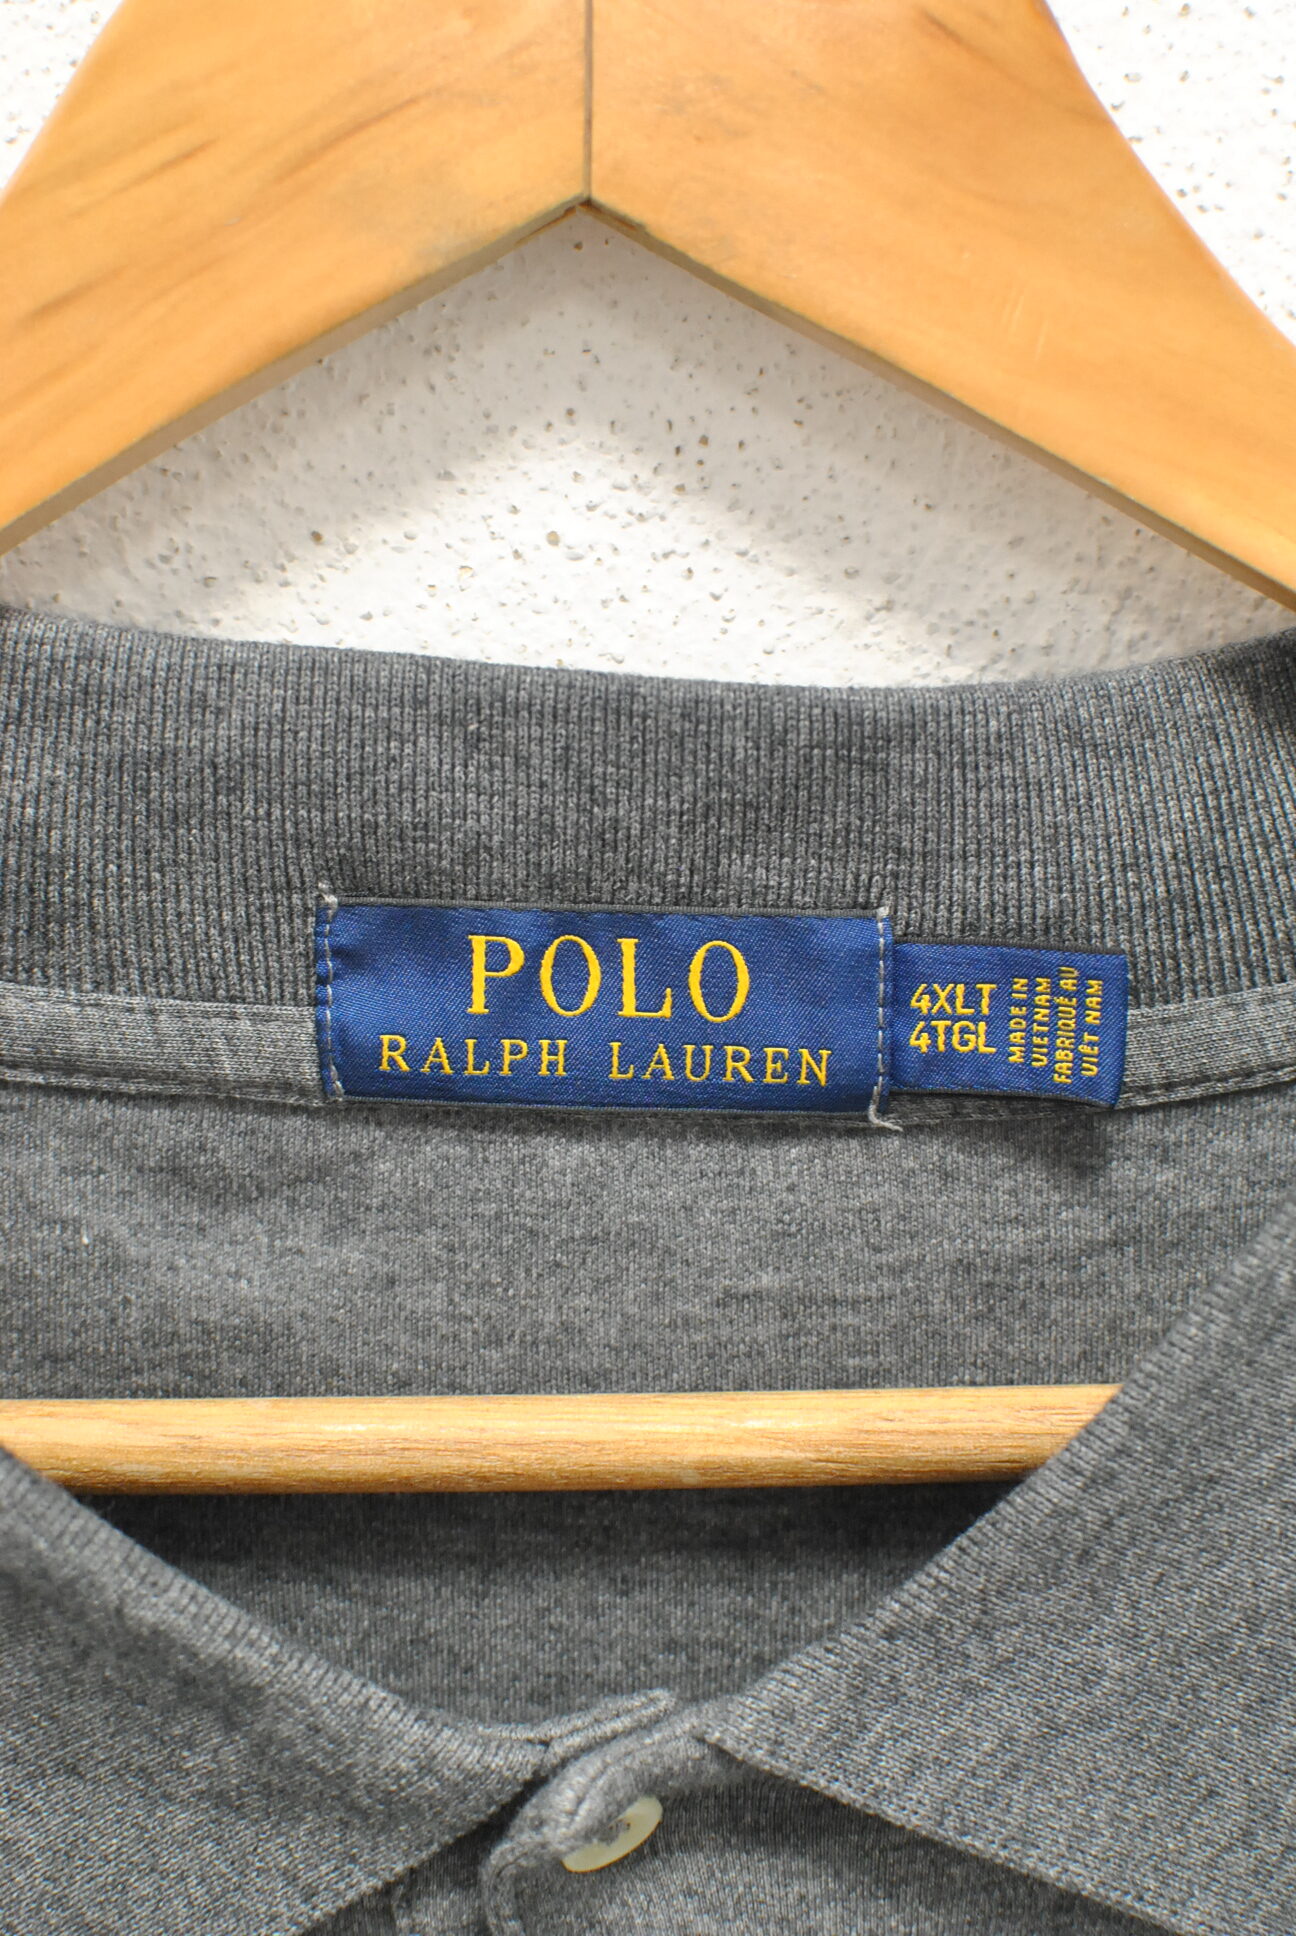 POLO
RALPH LAUREN
4XLT
4TGL
MADE IN
VIETNAM
FABRIQUÉ AU
VIÊT NAM